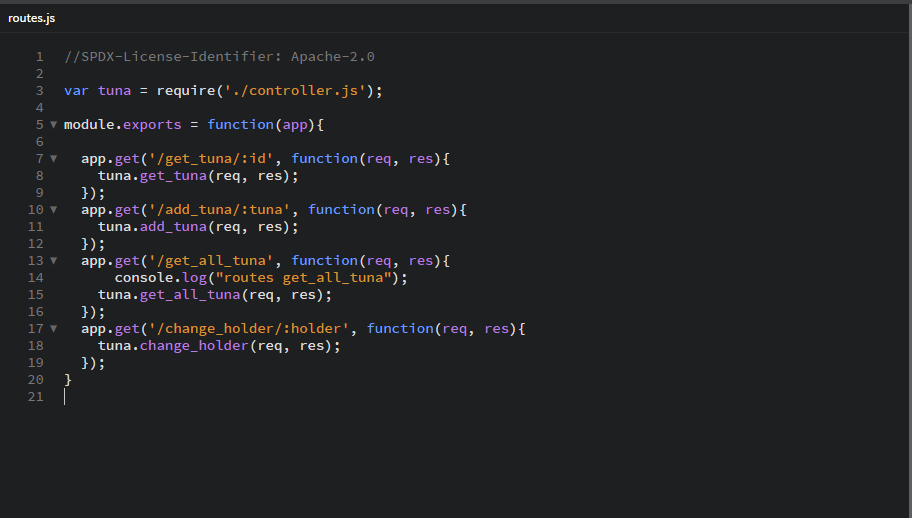 routes.js
1 //SPDX-License-Identifier: Apache-2.0
2
3 var tuna = require('./controller.js');
4
5 module.exports = function(app){
6
7   app.get('/get_tuna/:id', function(req, res){
8     tuna.get_tuna(req, res);
9   });
10   app.get('/add_tuna/:tuna', function(req, res){
11     tuna.add_tuna(req, res);
12   });
13   app.get('/get_all_tuna', function(req, res){
14       console.log("routes get_all_tuna");
15     tuna.get_all_tuna(req, res);
16   });
17   app.get('/change_holder/:holder', function(req, res){
18     tuna.change_holder(req, res);
19   });
20 }
21